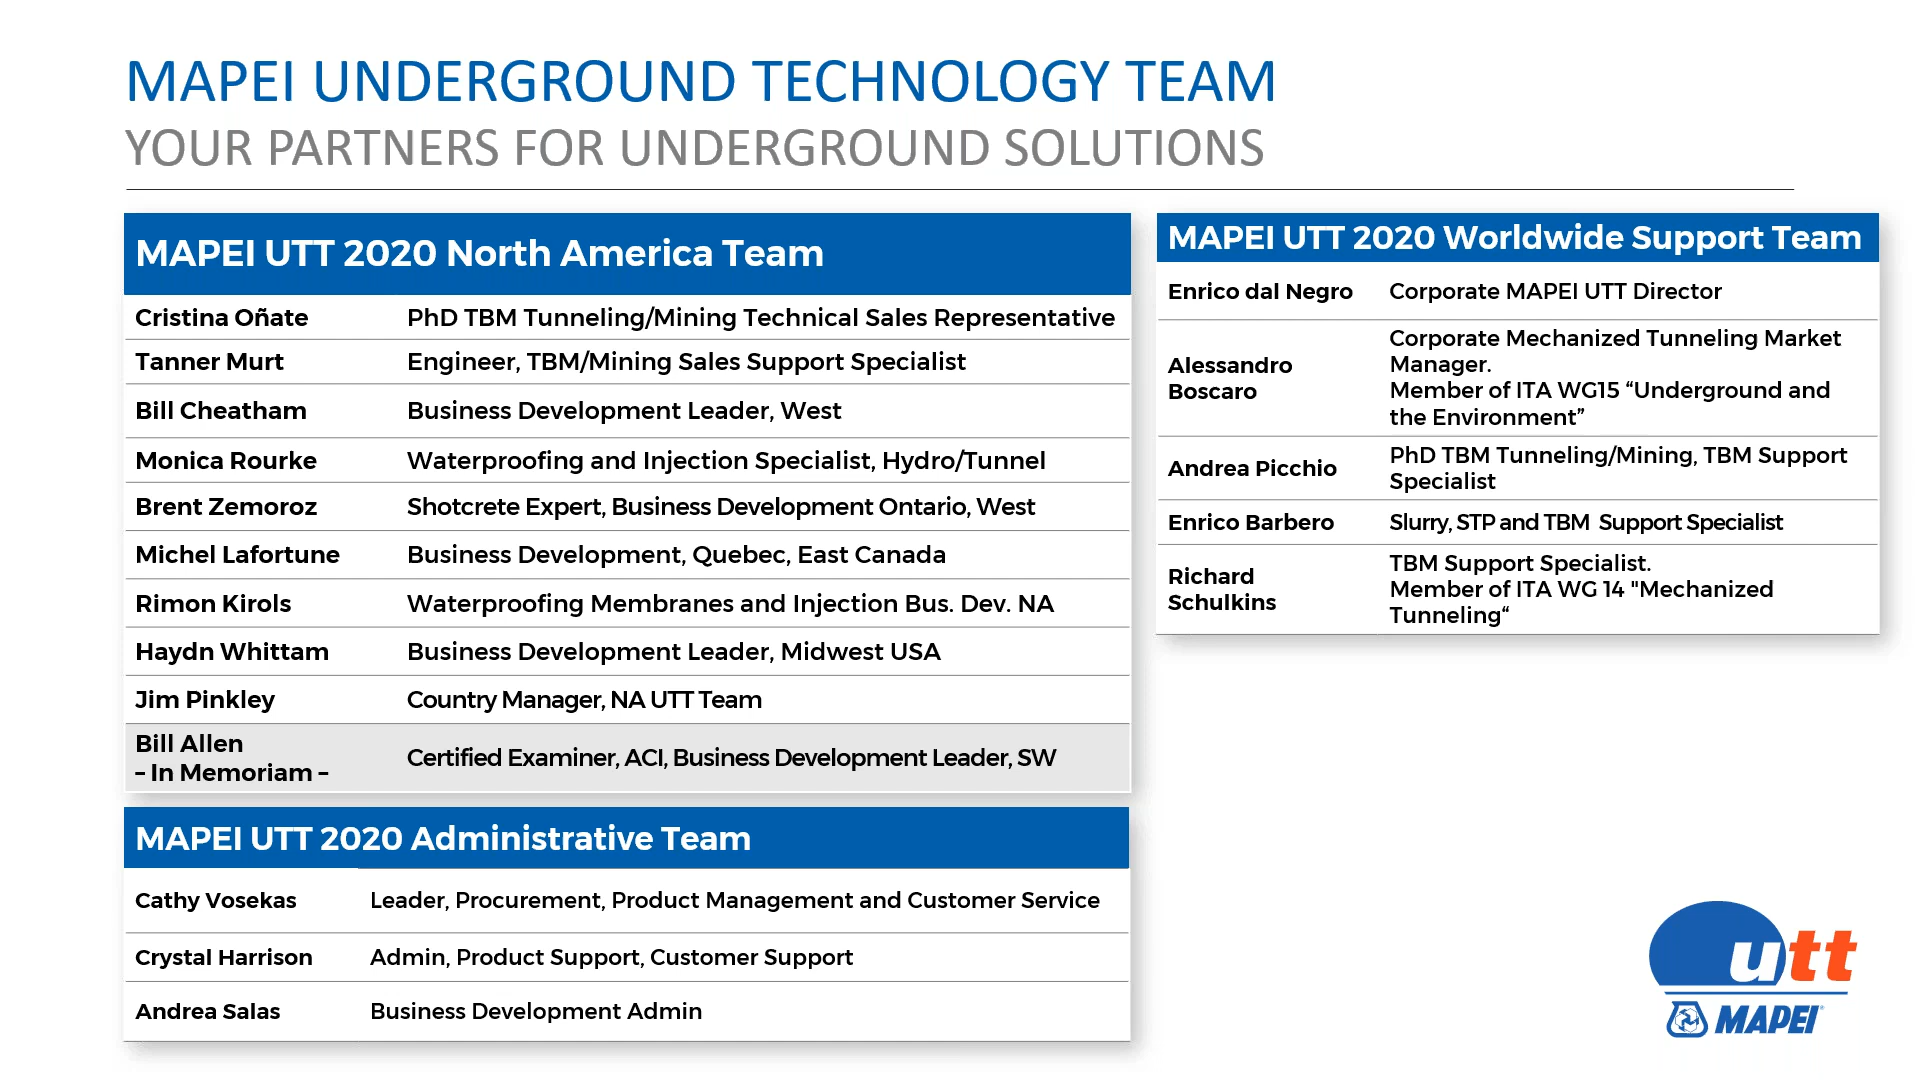 MAPEI UNDERGROUND TECHNOLOGY TEAM
YOUR PARTNERS FOR UNDERGROUND SOLUTIONS
MAPEI UTT 2020 North America Team
Cristina Oñate PhD TBM Tunneling/Mining Technical Sales Representative
Tanner Murt Engineer, TBM/Mining Sales Support Specialist
Bill Cheatham Business Development Leader, West
Monica Rourke Waterproofing and Injection Specialist, Hydro/Tunnel
Brent Zemoroz Shotcrete Expert, Business Development Ontario, West
Michel Lafortune Business Development, Quebec, East Canada
Rimon Kirols Waterproofing Membranes and Injection Bus. Dev. NA
Haydn Whittam Business Development Leader, Midwest USA
Jim Pinkley Country Manager, NA UTT Team
Bill Allen
– In Memoriam –
Certified Examiner, ACI, Business Development Leader, SW
MAPEI UTT 2020 Administrative Team
Cathy Vosekas Leader, Procurement, Product Management and Customer Service
Crystal Harrison Admin, Product Support, Customer Support
Andrea Salas Business Development Admin
MAPEI UTT 2020 Worldwide Support Team
Enrico dal Negro Corporate MAPEI UTT Director
Alessandro
Boscaro
Corporate Mechanized Tunneling Market
Manager.
Member of ITA WG15 “Underground and
the Environment”
Andrea Picchio
PhD TBM Tunneling/Mining, TBM Support
Specialist
Enrico Barbero Slurry, STP and TBM  Support Specialist
Richard
Schulkins
TBM Support Specialist.
Member of ITA WG 14 "Mechanized
Tunneling“
utt
MAPEI®